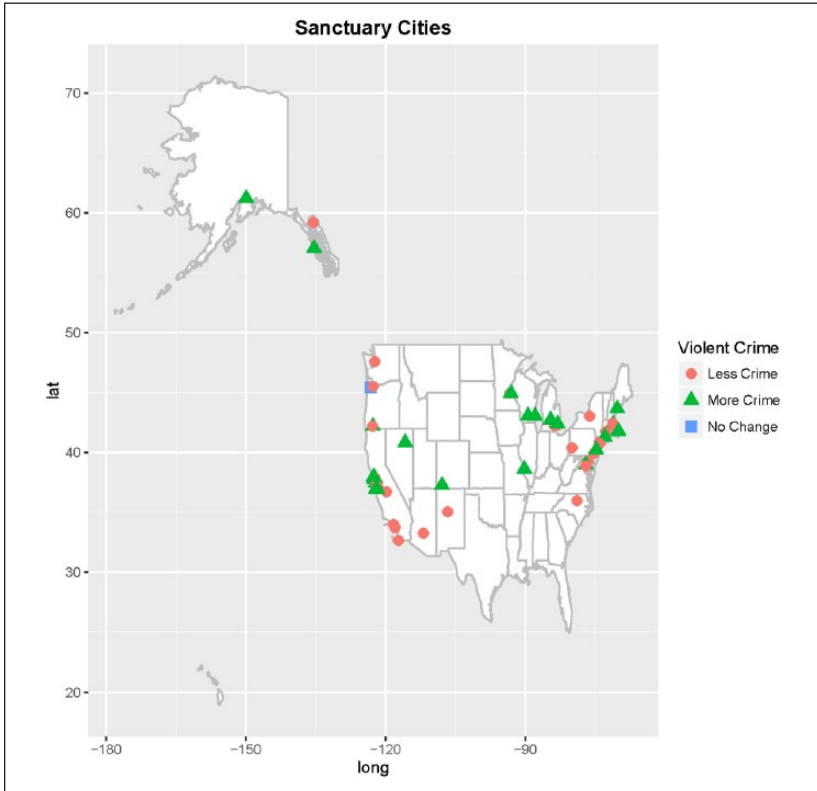 Sanctuary Cities
70
60
50
40
30
20
lat
−180
−150
−120
−90
long
Violent Crime
Less Crime
More Crime
No Change